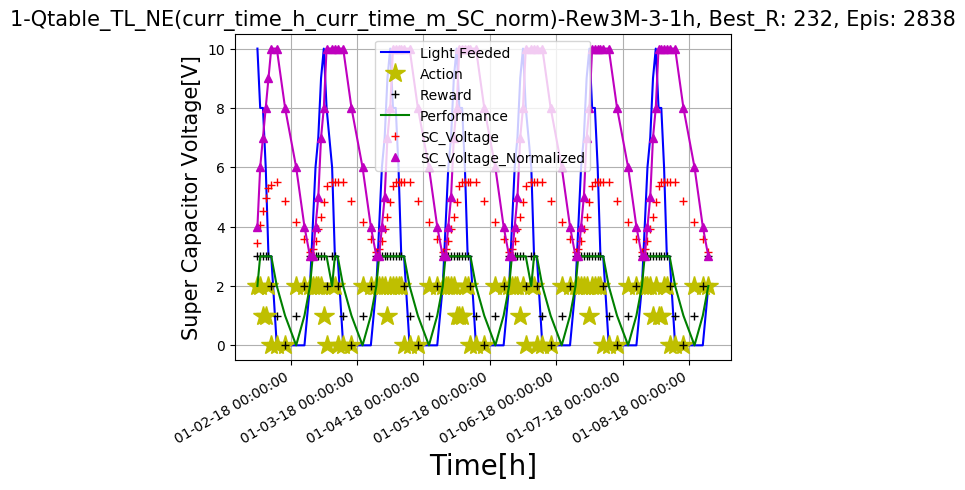 1-Qtable_TL_NE(curr_time_h_curr_time_m_SC_norm)-Rew3M-3-1h, Best_R: 232, Epis: 2838
Super Capacitor Voltage[V]
10
8
6
4
2
0
Light Feeded
Action
Reward
Performance
SC_Voltage
SC_Voltage_Normalized
01-02-18 00:00:00
01-03-18 00:00:00
01-04-18 00:00:00
01-05-18 00:00:00
01-06-18 00:00:00
01-07-18 00:00:00
01-08-18 00:00:00
Time[h]